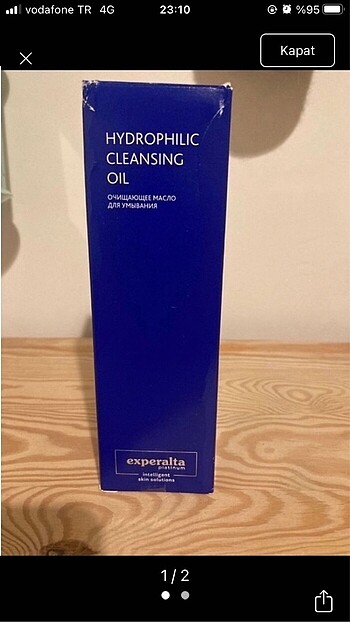 vodafone TR 4G 23:10 %95
Kapat
HYDROPHILIC
CLEANSING
OIL
ОЧИЩАЮЩЕЕ МАСЛО
ДЛЯ УМЫВАНИЯ
experalta
platinum
intelligent
skin solutions
1/2